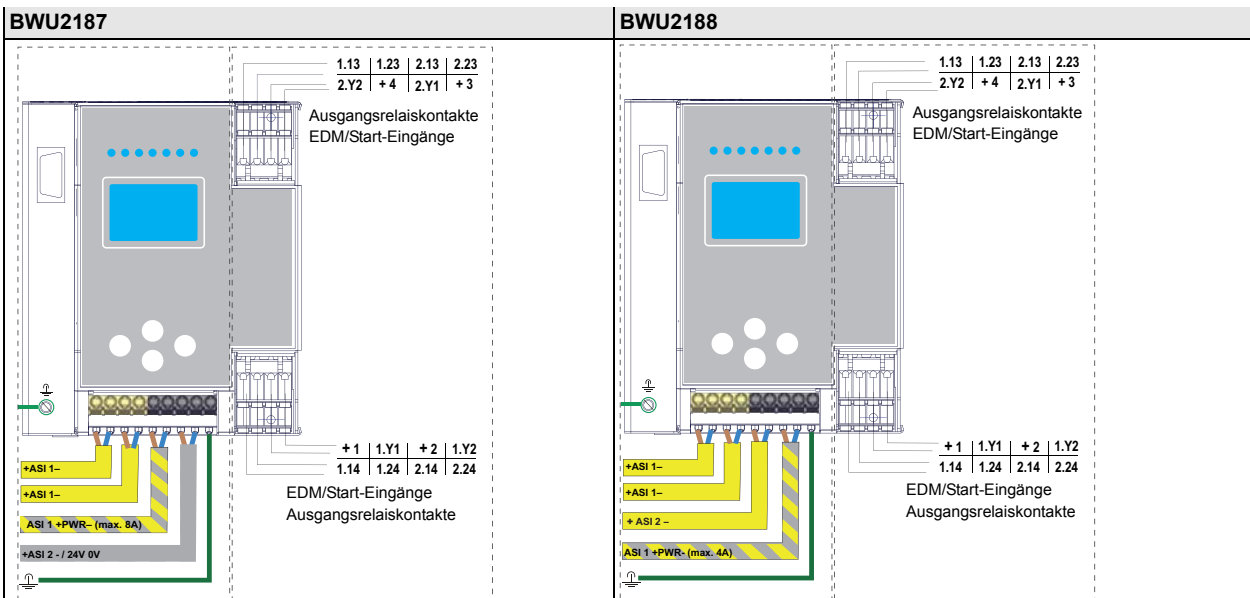 BWU2187
1.13 1.23 2.13 2.23
2.Y2 + 4 2.Y1 + 3
Ausgangsrelaiskontakte
EDM/Start-Eingänge
+ 1 1.Y1 + 2 1.Y2
1.14 1.24 2.14 2.24
EDM/Start-Eingänge
Ausgangsrelaiskontakte
+ASI 1–
+ASI 1–
ASI 1 +PWR– (max. 8A)
+ASI 2 - / 24V 0V
BWU2188
1.13 1.23 2.13 2.23
2.Y2 + 4 2.Y1 + 3
Ausgangsrelaiskontakte
EDM/Start-Eingänge
+ 1 1.Y1 + 2 1.Y2
1.14 1.24 2.14 2.24
EDM/Start-Eingänge
Ausgangsrelaiskontakte
+ASI 1–
+ASI 1–
+ ASI 2 –
ASI 1 +PWR- (max. 4A)